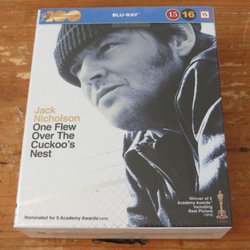 BLU-RAY
15 16 15
Jack
Nicholson
One Flew
Over The
Cuckoo's
Nest
Winner of 5
Academy Awards
Including
Best Picture
Nominated for 9 Academy Awards